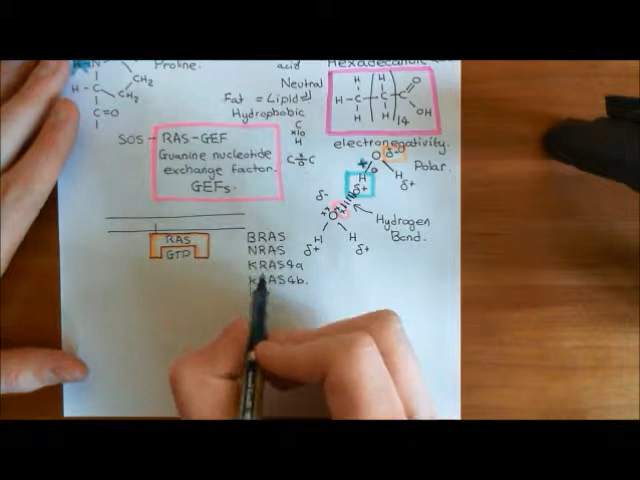 H N
Proline.
H - C
CH₂
CH₂
C=O
acid
Hexadecanoic
Neutral
Fat = Lipid
Hydrophobic
H H O
H-C C C
H H 14 OH
C
H
C C
SOS - RAS-GEF
Guanine nucleotide
exchange factor.
GEFs.
electronegativity.
O δ-
Polar.
H H
δ+ δ+
δ-
O
Hydrogen
Bond.
H H
δ+ δ+
RAS
GTP
BRAS
NRAS
KRAS4a
KRAS4b.